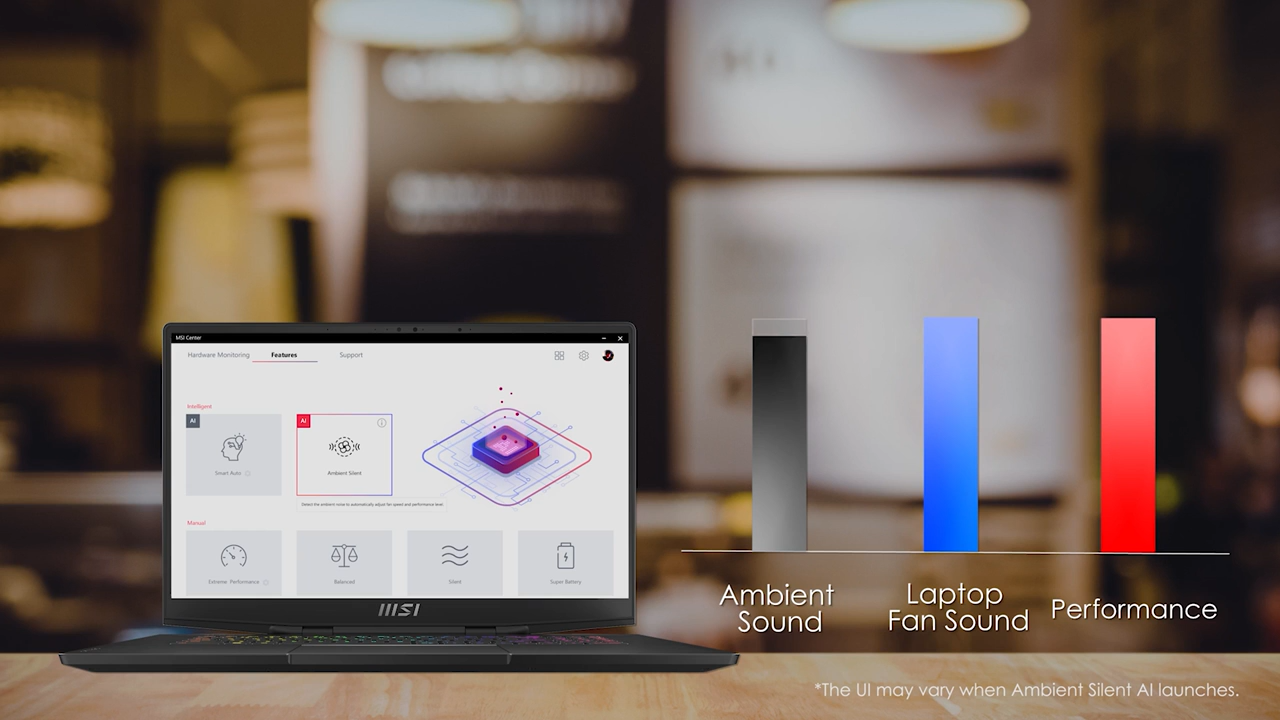 MSI Center
Hardware Monitoring Features Support
Intelligent
AI
AI
Smart Auto
Ambient Silent
Detect the ambient noise to automatically adjust fan speed and performance level.
Manual
Extreme Performance
Balanced
Silent
Super Battery
msi
Ambient
Sound
Laptop
Fan Sound
Performance
*The UI may vary when Ambient Silent AI launches.